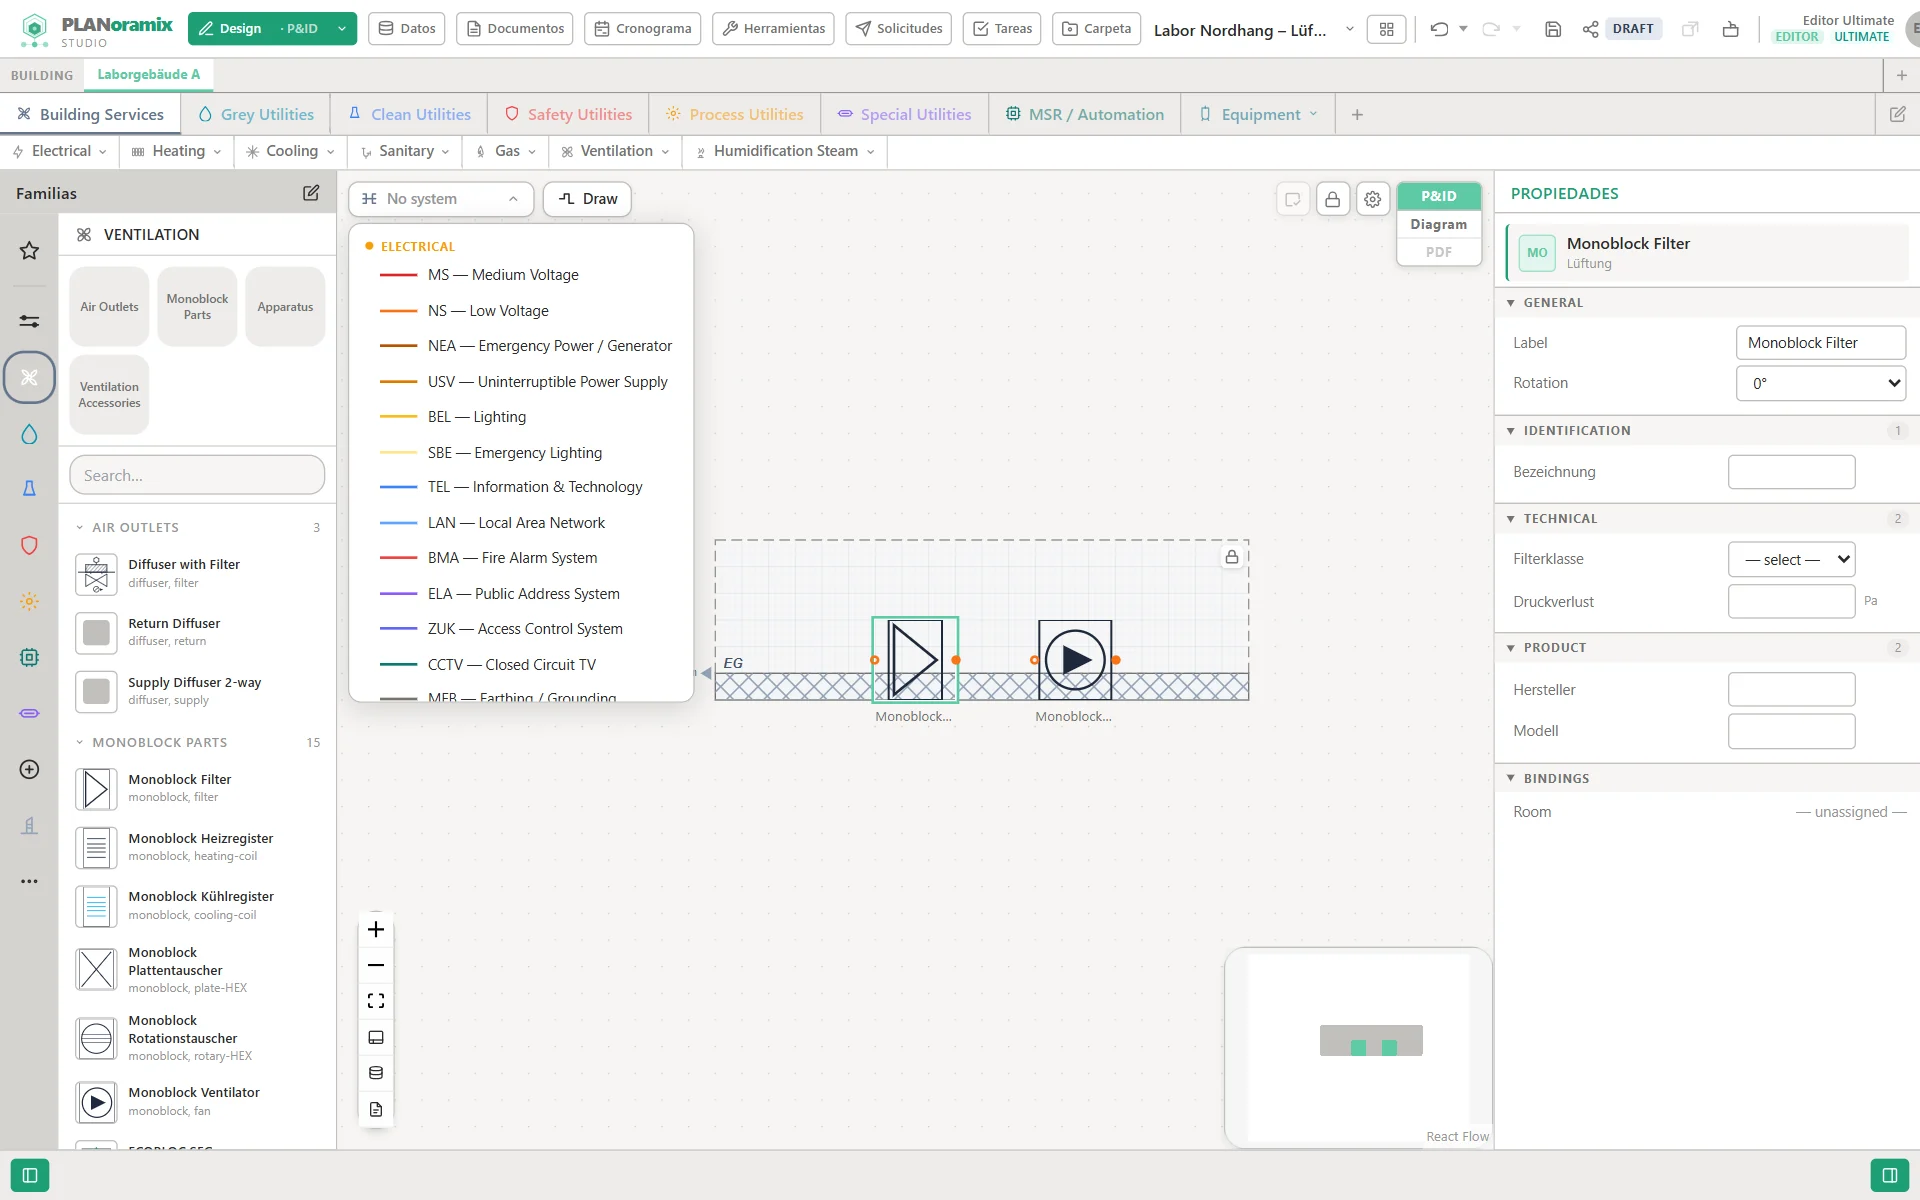 PLANoramix
STUDIO
Design · P&ID
Datos
Documentos
Cronograma
Herramientas
Solicitudes
Tareas
Carpeta
Labor Nordhang – Lüf...
DRAFT
Editor Ultimate
EDITOR ULTIMATE
BUILDING
Laborgebäude A
Building Services
Grey Utilities
Clean Utilities
Safety Utilities
Process Utilities
Special Utilities
MSR / Automation
Equipment
Electrical
Heating
Cooling
Sanitary
Gas
Ventilation
Humidification Steam
Familias
VENTILATION
Air Outlets
Monoblock
Parts
Apparatus
Ventilation
Accessories
Search...
AIR OUTLETS 3
Diffuser with Filter
diffuser, filter
Return Diffuser
diffuser, return
Supply Diffuser 2-way
diffuser, supply
MONOBLOCK PARTS 15
Monoblock Filter
monoblock, filter
Monoblock Heizregister
monoblock, heating-coil
Monoblock Kühlregister
monoblock, cooling-coil
Monoblock
Plattentauscher
monoblock, plate-HEX
Monoblock
Rotationstauscher
monoblock, rotary-HEX
Monoblock Ventilator
monoblock, fan
No system
Draw
ELECTRICAL
MS — Medium Voltage
NS — Low Voltage
NEA — Emergency Power / Generator
USV — Uninterruptible Power Supply
BEL — Lighting
SBE — Emergency Lighting
TEL — Information & Technology
LAN — Local Area Network
BMA — Fire Alarm System
ELA — Public Address System
ZUK — Access Control System
CCTV — Closed Circuit TV
MEB — Earthing / Grounding
P&ID
Diagram
PDF
EG
Monoblock...
Monoblock...
React Flow
PROPIEDADES
MO
Monoblock Filter
Lüftung
GENERAL
Label Monoblock Filter
Rotation 0°
IDENTIFICATION 1
Bezeichnung
TECHNICAL 2
Filterklasse — select —
Druckverlust Pa
PRODUCT 2
Hersteller
Modell
BINDINGS
Room — unassigned —